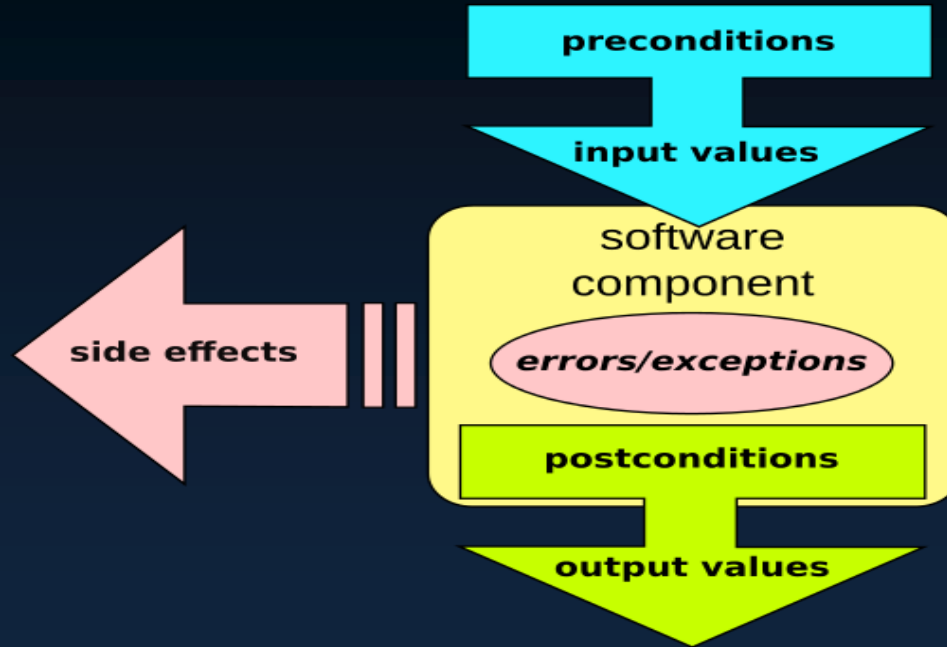 preconditions
input values
software
component
side effects
errors/exceptions
postconditions
output values